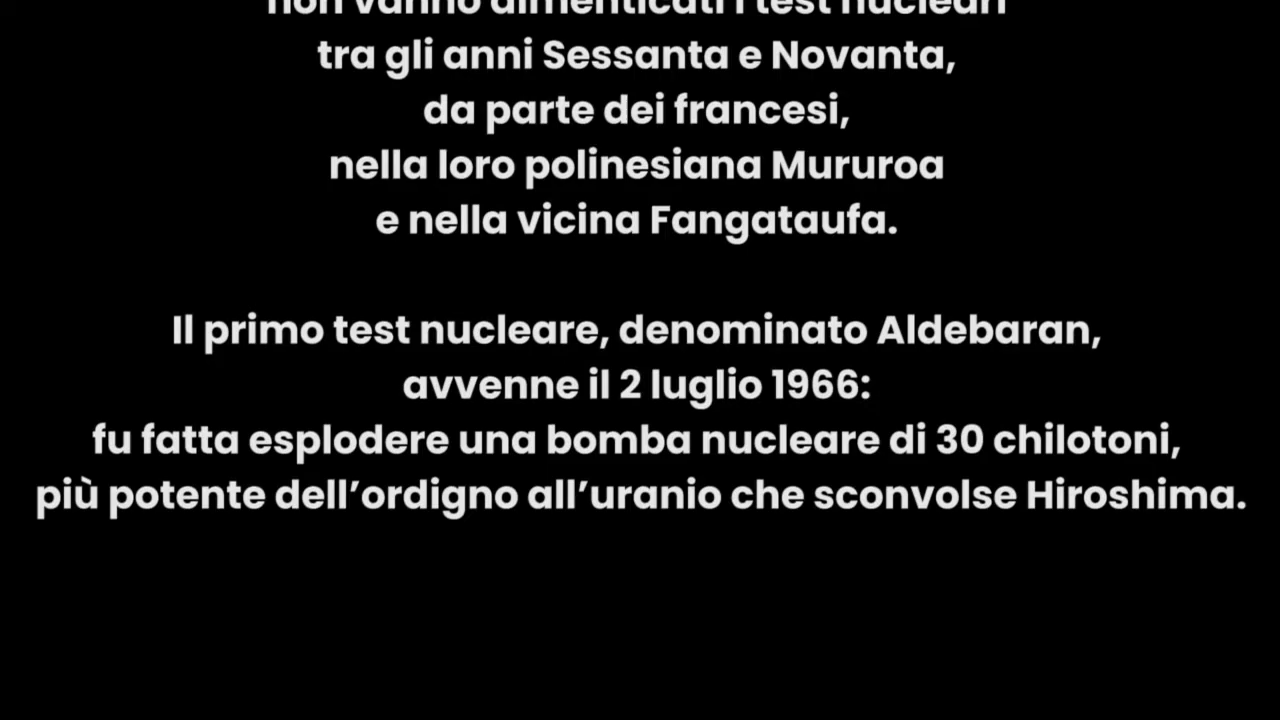 non vanno dimenticati i test nucleari
tra gli anni Sessanta e Novanta,
da parte dei francesi,
nella loro polinesiana Mururoa
e nella vicina Fangataufa.
Il primo test nucleare, denominato Aldebaran,
avvenne il 2 luglio 1966:
fu fatta esplodere una bomba nucleare di 30 chilotoni,
più potente dell’ordigno all’uranio che sconvolse Hiroshima.